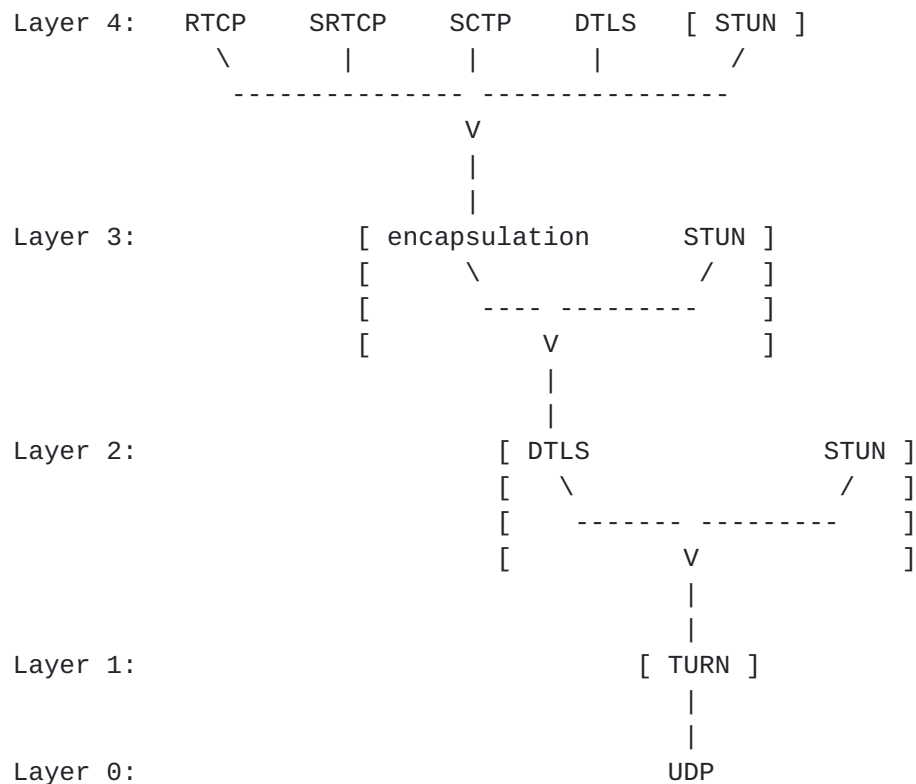 Layer 4:   RTCP    SRTCP    SCTP    DTLS    [ STUN ]
             \       |       |       |        /
              --------------- ----------------
                             V
                             |
                             |
Layer 3:              [ encapsulation      STUN ]
                      [      \              /   ]
                      [       ---- ---------    ]
                      [           V             ]
                                  |
                                  |
Layer 2:                       [ DTLS               STUN ]
                               [   \                 /   ]
                               [    ------- ---------    ]
                               [           V             ]
                                           |
                                           |
Layer 1:                                [ TURN ]
                                           |
                                           |
Layer 0:                                  UDP